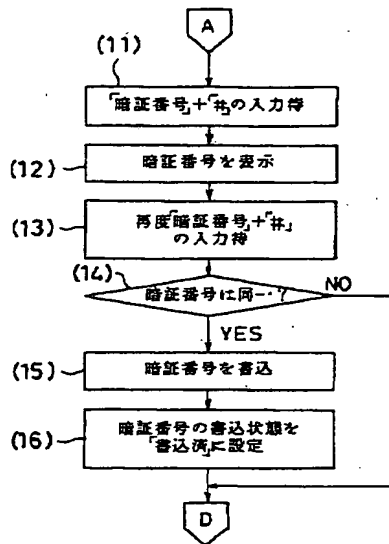 A
(11)
「暗証番号」+「#」の入力待
(12)
暗証番号を表示
(13)
再度「暗証番号」+「#」
の入力待
(14)
暗証番号は同一?
NO
YES
(15)
暗証番号を書込
(16)
暗証番号の書込状態を
「書込済」に設定
D